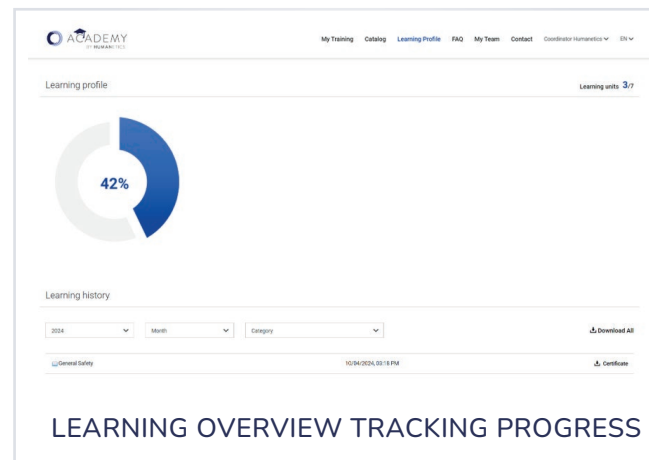 ACADEMY
BY HUMANETICS
My Training Catalog Learning Profile FAQ My Team Contact Coordinator Humanetics EN
Learning profile
Learning units 3/7
42%
Learning history
2024 Month Category Download All
General Safety 10/04/2024, 03:18 PM Certificate
LEARNING OVERVIEW TRACKING PROGRESS